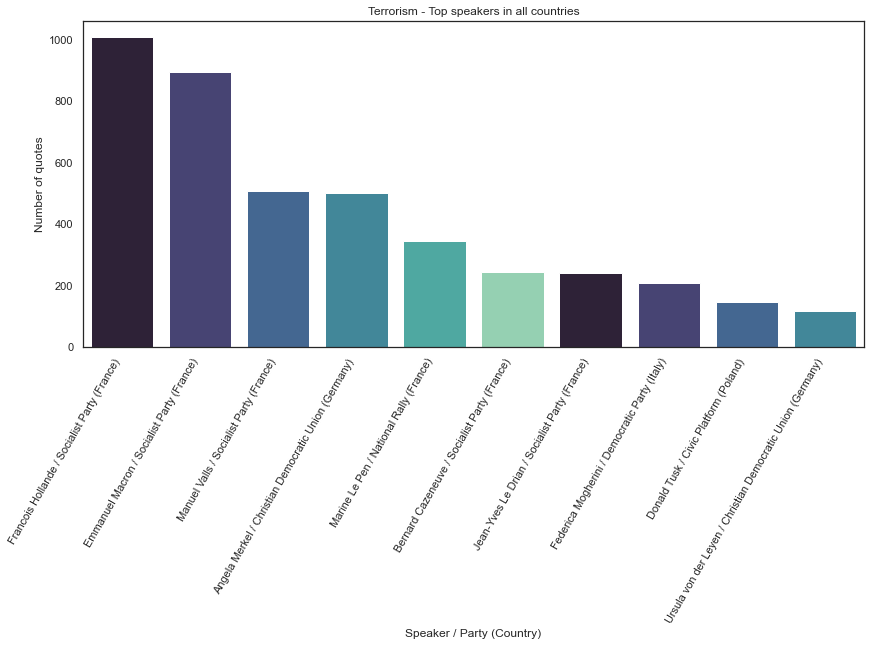 Terrorism - Top speakers in all countries
Number of quotes
1000
800
600
400
200
0
Francois Hollande / Socialist Party (France)
Emmanuel Macron / Socialist Party (France)
Manuel Valls / Socialist Party (France)
Angela Merkel / Christian Democratic Union (Germany)
Marine Le Pen / National Rally (France)
Bernard Cazeneuve / Socialist Party (France)
Jean-Yves Le Drian / Socialist Party (France)
Federica Mogherini / Democratic Party (Italy)
Donald Tusk / Civic Platform (Poland)
Ursula von der Leyen / Christian Democratic Union (Germany)
Speaker / Party (Country)